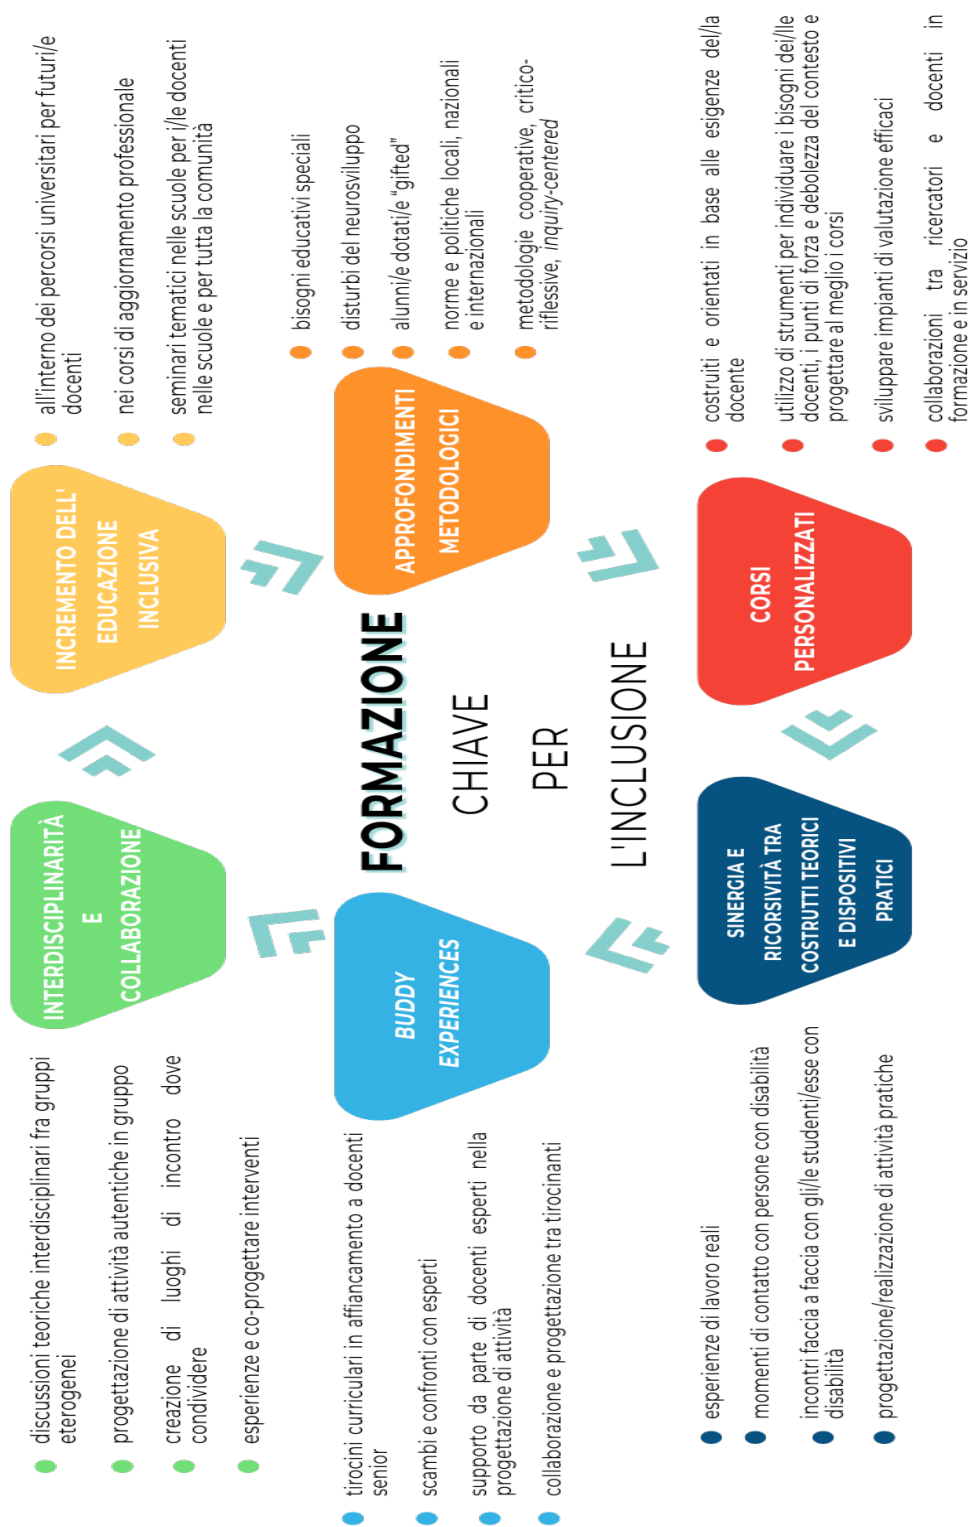 discussioni teoriche interdisciplinari fra gruppi
eterogenei
progettazione di attività autentiche in gruppo
creazione di luoghi di incontro dove
condividere
esperienze e co-progettare interventi
INTERDISCIPLINARITÀ
E
COLLABORAZIONE
INCREMENTO DELL'
EDUCAZIONE
INCLUSIVA
all'interno dei percorsi universitari per futuri/e
docenti
nei corsi di aggiornamento professionale
seminari tematici nelle scuole per i/le docenti
nelle scuole e per tutta la comunità
tirocini curriculari in affiancamento a docenti
senior
scambi e confronti con esperti
supporto da parte di docenti esperti nella
progettazione di attività
collaborazione e progettazione tra tirocinanti
BUDDY
EXPERIENCES
FORMAZIONE
CHIAVE
PER
L'INCLUSIONE
APPROFONDIMENTI
METODOLOGICI
bisogni educativi speciali
disturbi del neurosviluppo
alunni/e dotati/e “gifted”
norme e politiche locali, nazionali
e internazionali
metodologie cooperative, critico-
riflessive, inquiry-centered
esperienze di lavoro reali
momenti di contatto con persone con disabilità
incontri faccia a faccia con gli/le studenti/esse con
disabilità
progettazione/realizzazione di attività pratiche
SINERGIA E
RICORSIVITÀ TRA
COSTRUTTI TEORICI
E DISPOSITIVI
PRATICI
CORSI
PERSONALIZZATI
costruiti e orientati in base alle esigenze del/la
docente
utilizzo di strumenti per individuare i bisogni dei/lle
docenti, i punti di forza e debolezza del contesto e
progettare al meglio i corsi
sviluppare impianti di valutazione efficaci
collaborazioni tra ricercatori e docenti in
formazione e in servizio